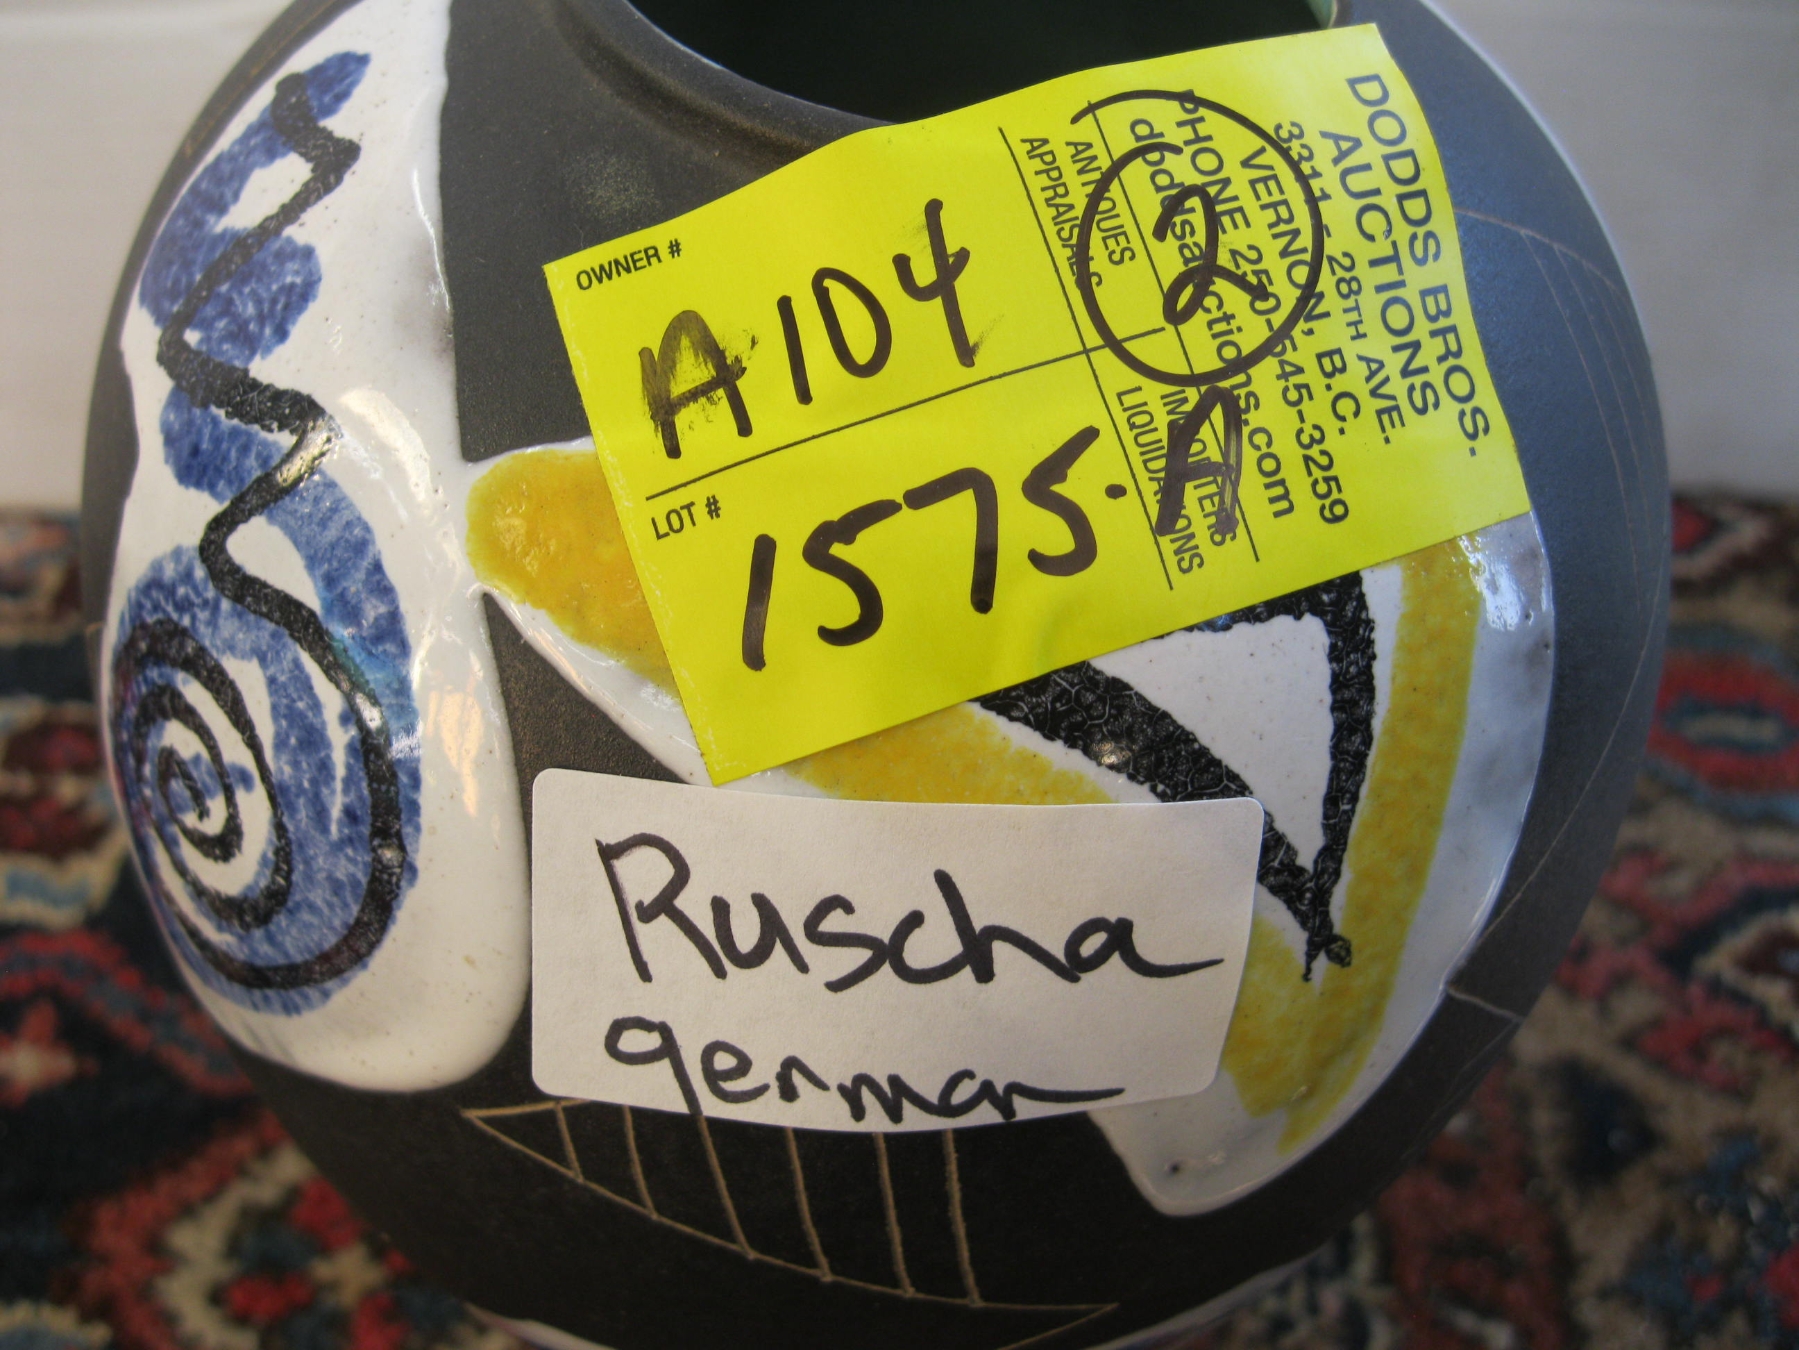 OWNER #
A104
LOT #
1575.A
2
DODDS BROS.
AUCTIONS
3311 - 28TH AVE.
VERNON, B.C.
PHONE 250-545-3259
doddsauctions.com
ANTIQUES
APPRAISALS
IMPORTERS
LIQUIDATIONS
Ruscha
german